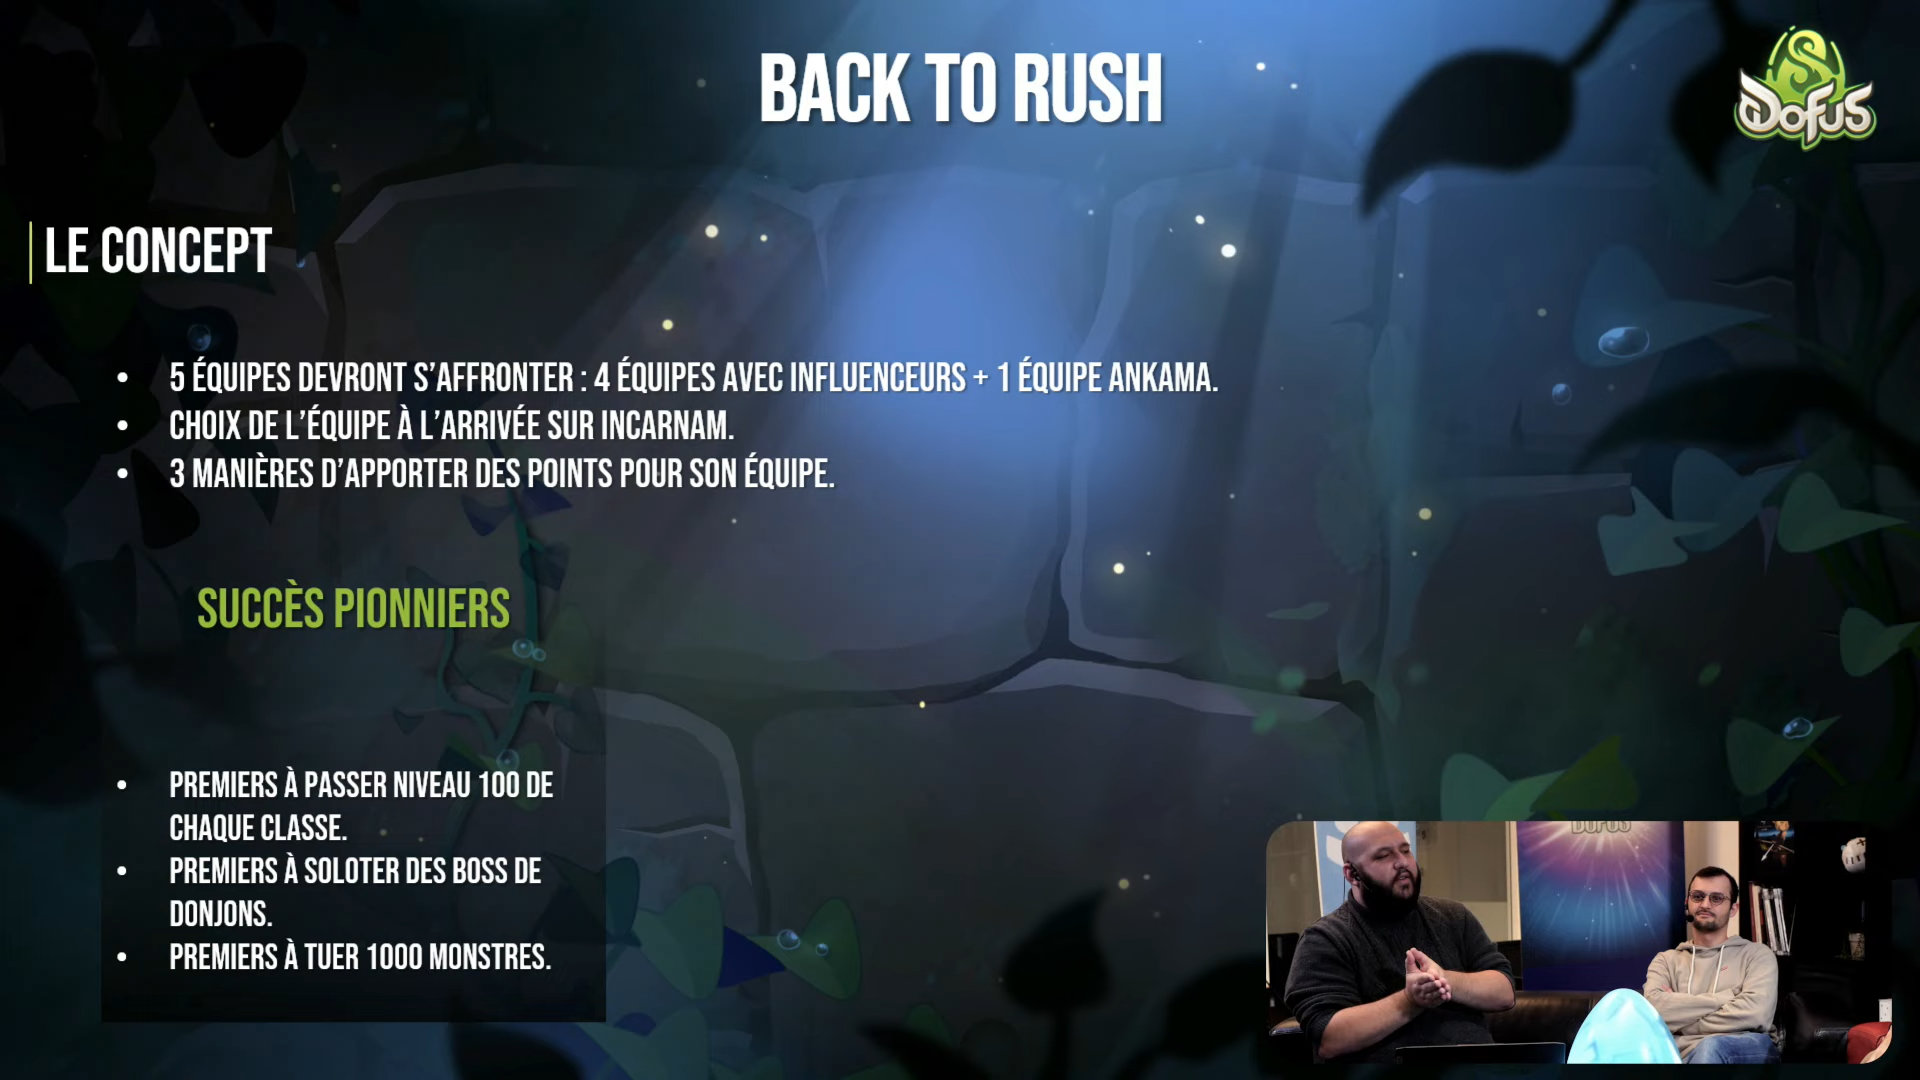 BACK TO RUSH
Dofus
LE CONCEPT
• 5 ÉQUIPES DEVRONT S'AFFRONTER : 4 ÉQUIPES AVEC INFLUENCEURS + 1 ÉQUIPE ANKAMA.
• CHOIX DE L'ÉQUIPE À L'ARRIVÉE SUR INCARNAM.
• 3 MANIÈRES D'APPORTER DES POINTS POUR SON ÉQUIPE.
SUCCÈS PIONNIERS
• PREMIERS À PASSER NIVEAU 100 DE
CHAQUE CLASSE.
• PREMIERS À SOLOTER DES BOSS DE
DONJONS.
• PREMIERS À TUER 1000 MONSTRES.
DOFUS